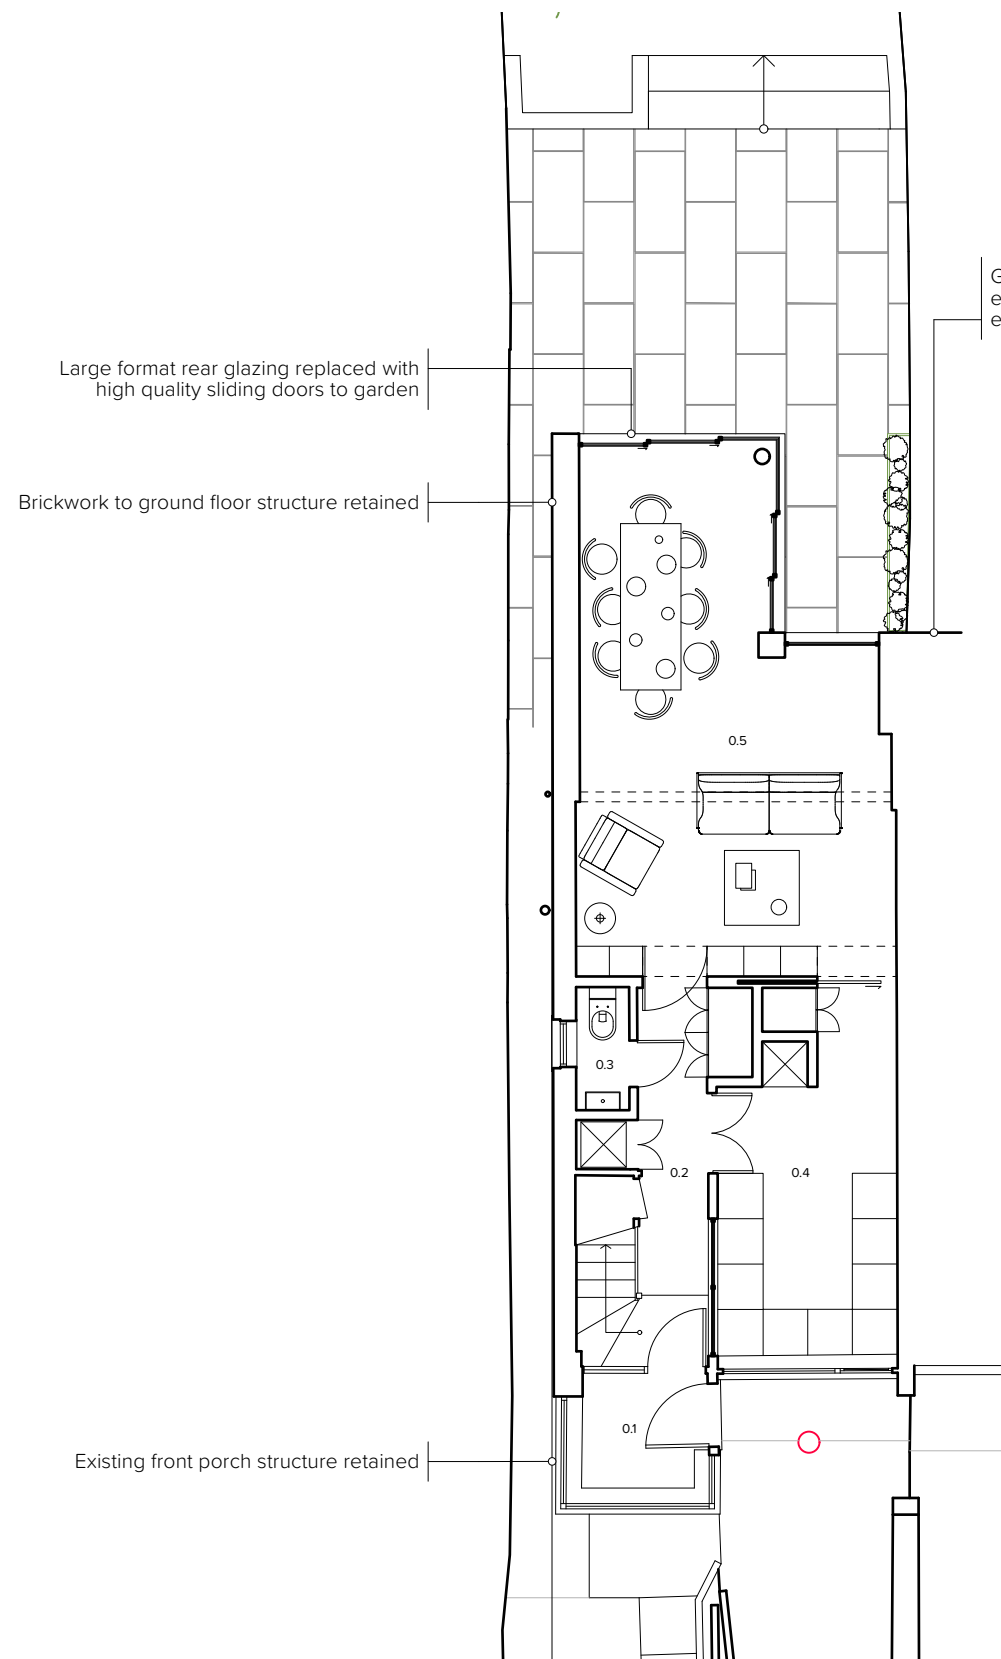 G
e
e
Large format rear glazing replaced with
high quality sliding doors to garden
Brickwork to ground floor structure retained
0.5
0.3
0.2
0.4
0.1
Existing front porch structure retained